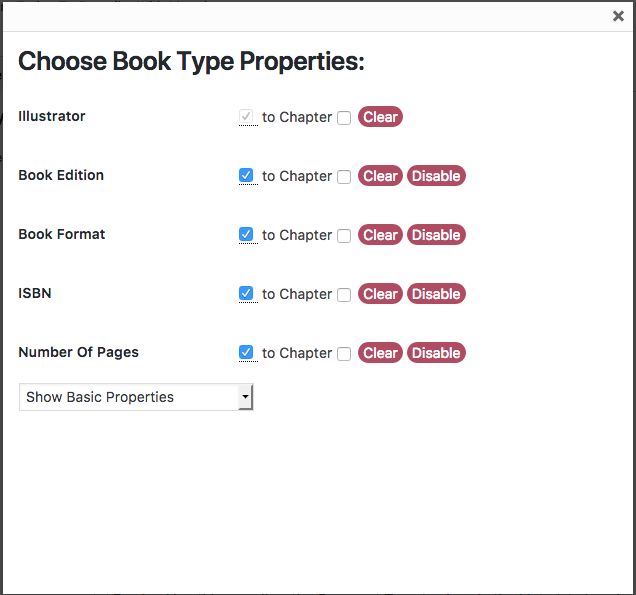 Choose Book Type Properties:
Illustrator to Chapter Clear
Book Edition to Chapter Clear Disable
Book Format to Chapter Clear Disable
ISBN to Chapter Clear Disable
Number Of Pages to Chapter Clear Disable
Show Basic Properties